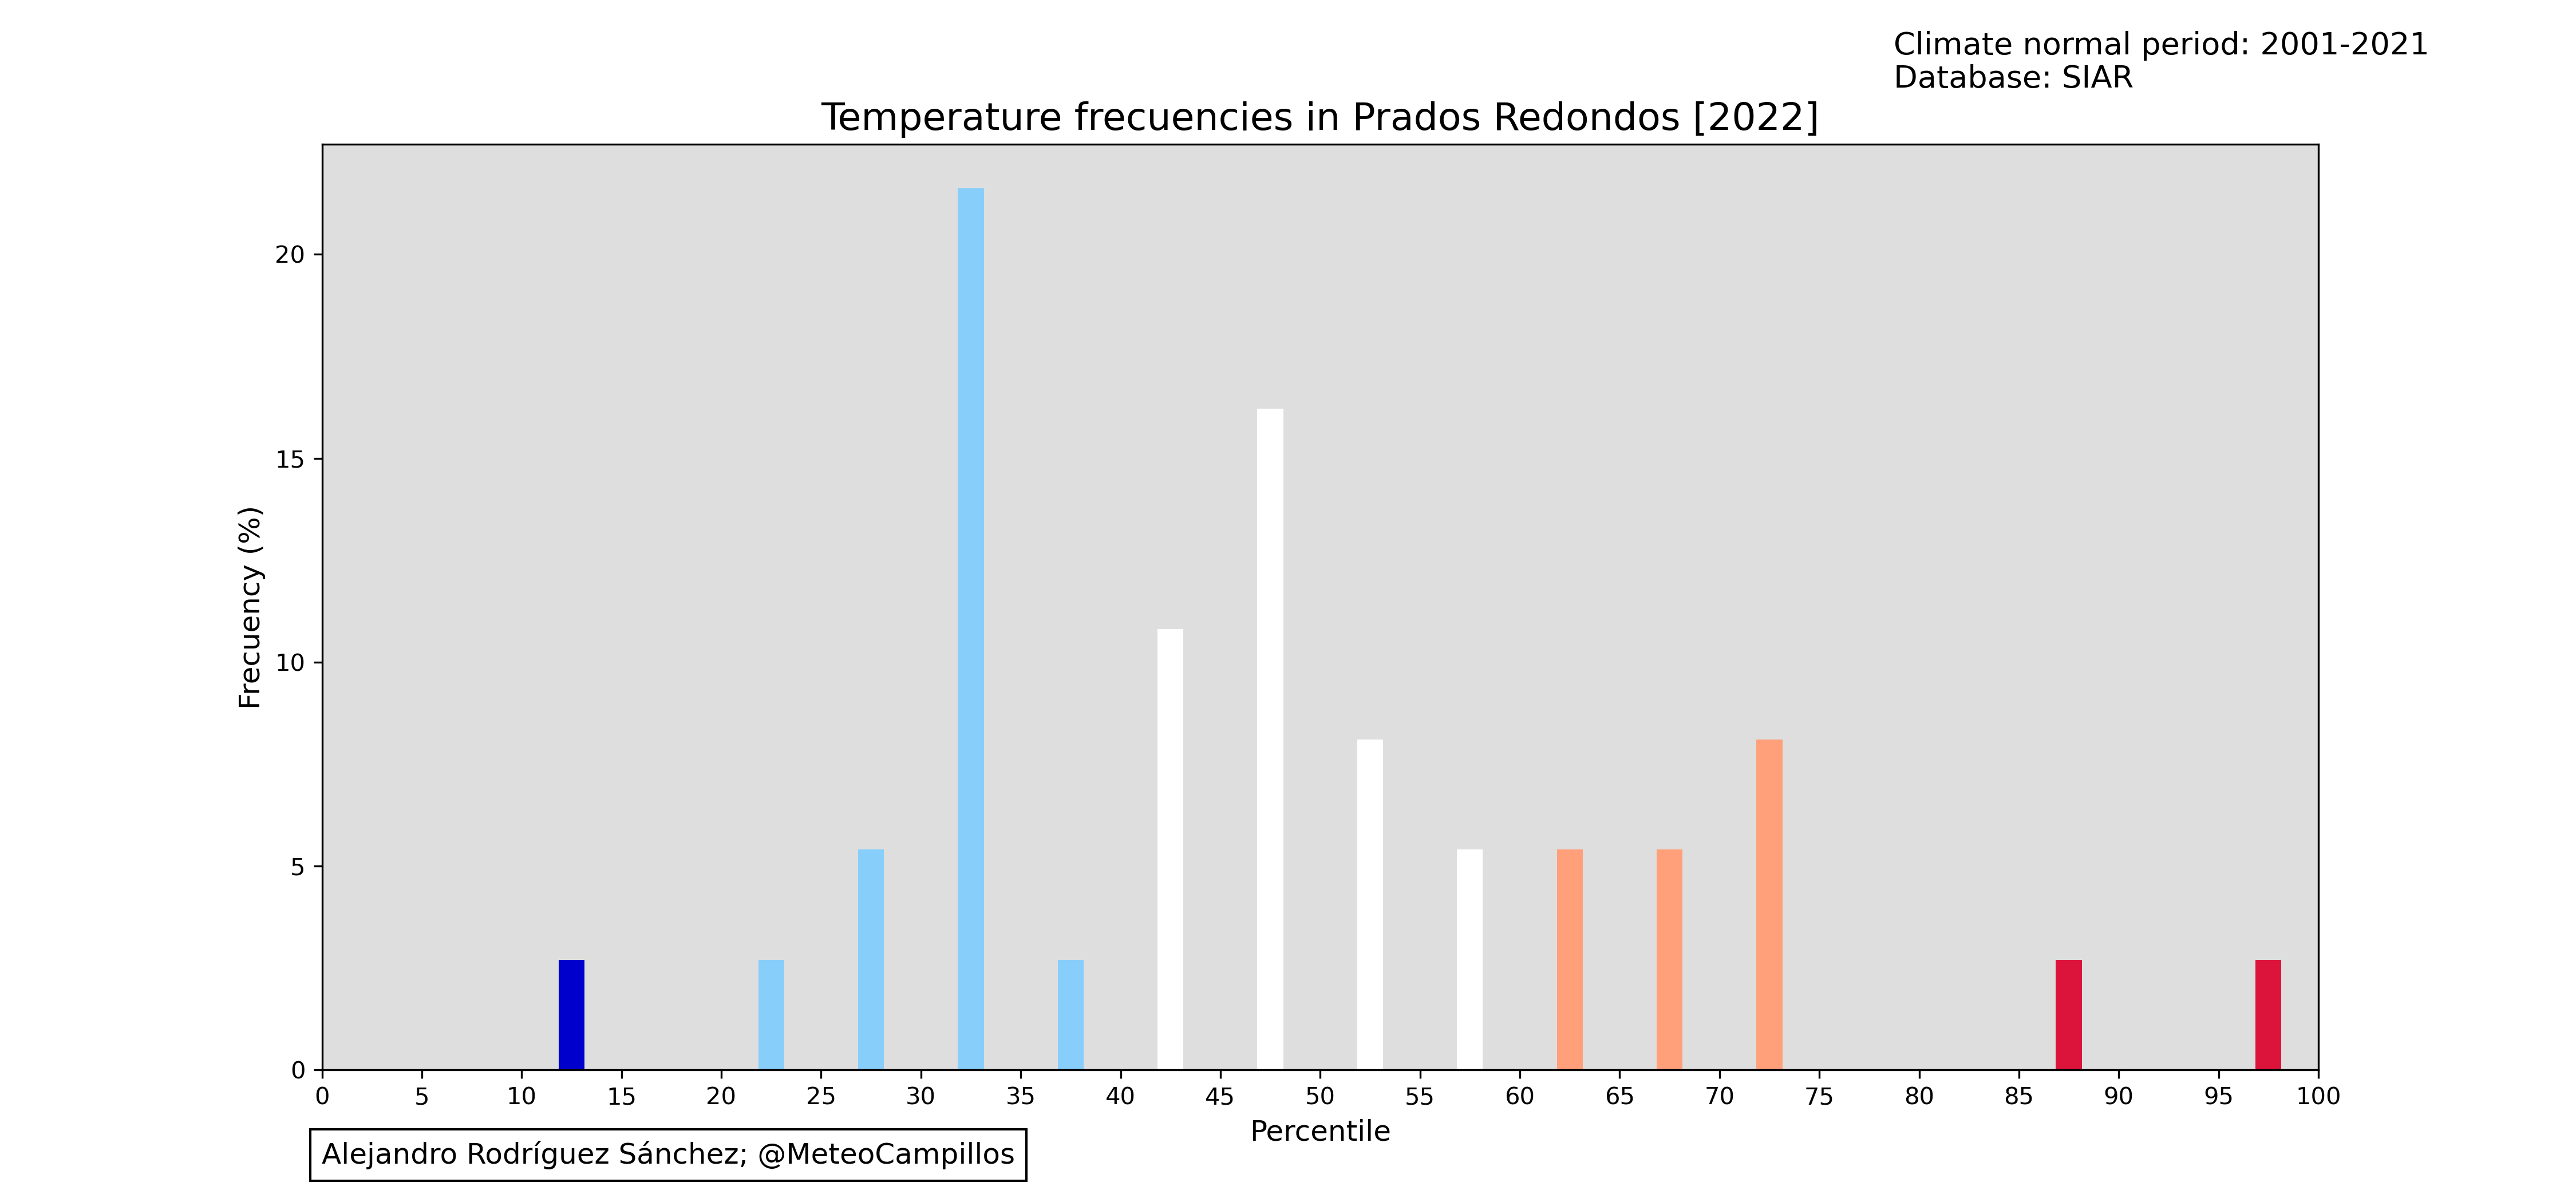 Climate normal period: 2001-2021
Database: SIAR
Temperature frecuencies in Prados Redondos [2022]
Frecuency (%)
20
15
10
5
0
0 5 10 15 20 25 30 35 40 45 50 55 60 65 70 75 80 85 90 95 100
Percentile
Alejandro Rodríguez Sánchez; @MeteoCampillos